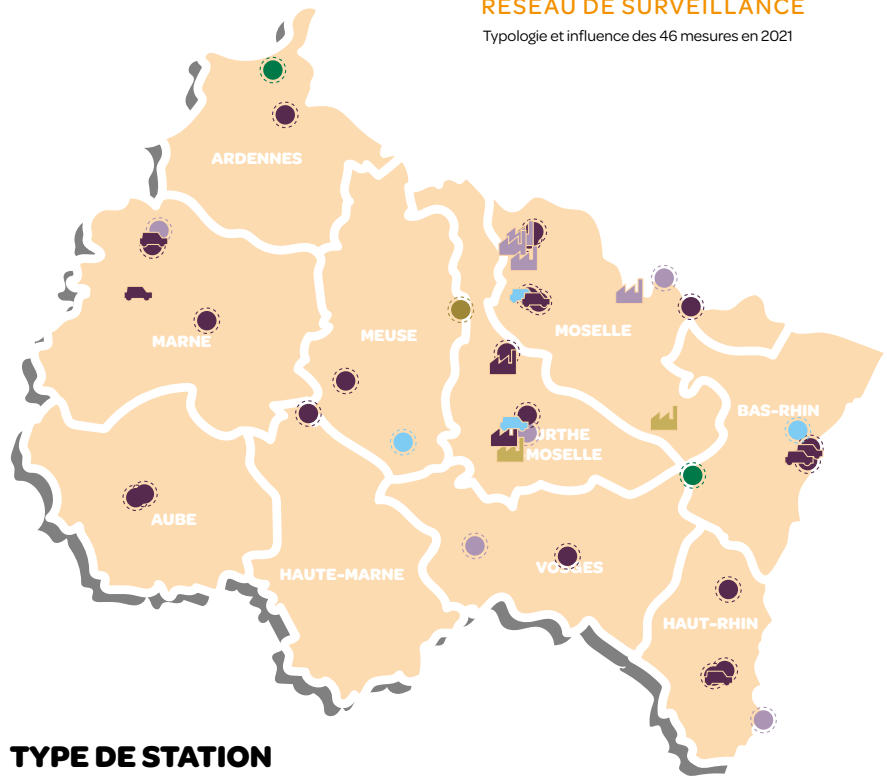 RÉSEAU DE SURVEILLANCE
Typologie et influence des 46 mesures en 2021
ARDENNES
MARNE
MEUSE
MOSELLE
BAS-RHIN
URTHE
MOSELLE
AUBE
HAUTE-MARNE
VOSGES
HAUT-RHIN
TYPE DE STATION